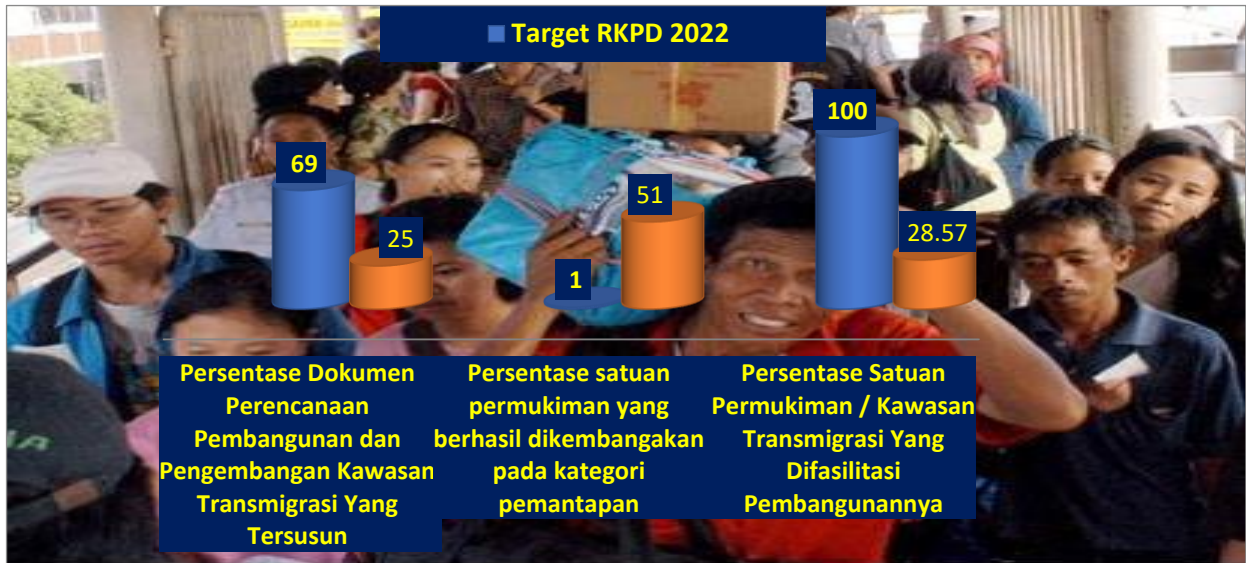 Target RKPD 2022
69
25
1
51
100
28.57
Persentase Dokumen
Perencanaan
Pembangunan dan
Pengembangan Kawasan
Transmigrasi Yang
Tersusun
Persentase satuan
permukiman yang
berhasil dikembangakan
pada kategori
pemantapan
Persentase Satuan
Permukiman / Kawasan
Transmigrasi Yang
Difasilitasi
Pembangunannya